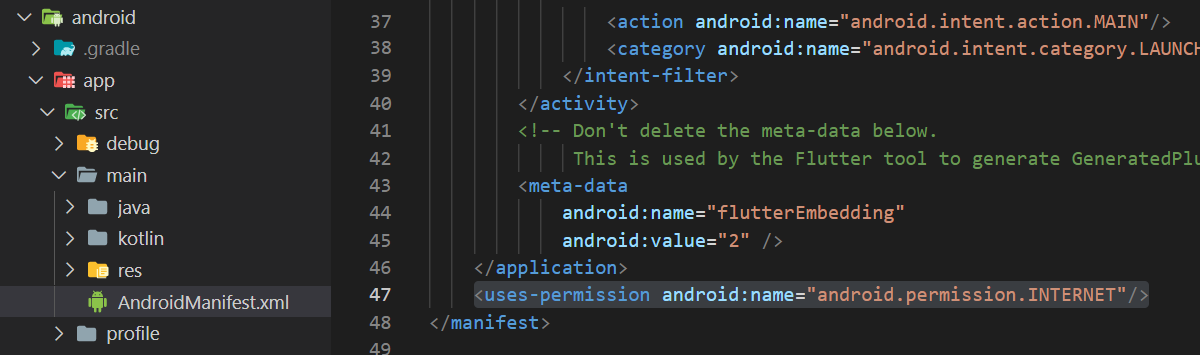 android
.gradle
app
src
debug
main
java
kotlin
res
AndroidManifest.xml
profile
37 <action android:name="android.intent.action.MAIN"/>
38 <category android:name="android.intent.category.LAUNCH
39 </intent-filter>
40 </activity>
41 <!-- Don't delete the meta-data below.
42 This is used by the Flutter tool to generate GeneratedPlu
43 <meta-data
44 android:name="flutterEmbedding"
45 android:value="2" />
46 </application>
47 <uses-permission android:name="android.permission.INTERNET"/>
48 </manifest>
49